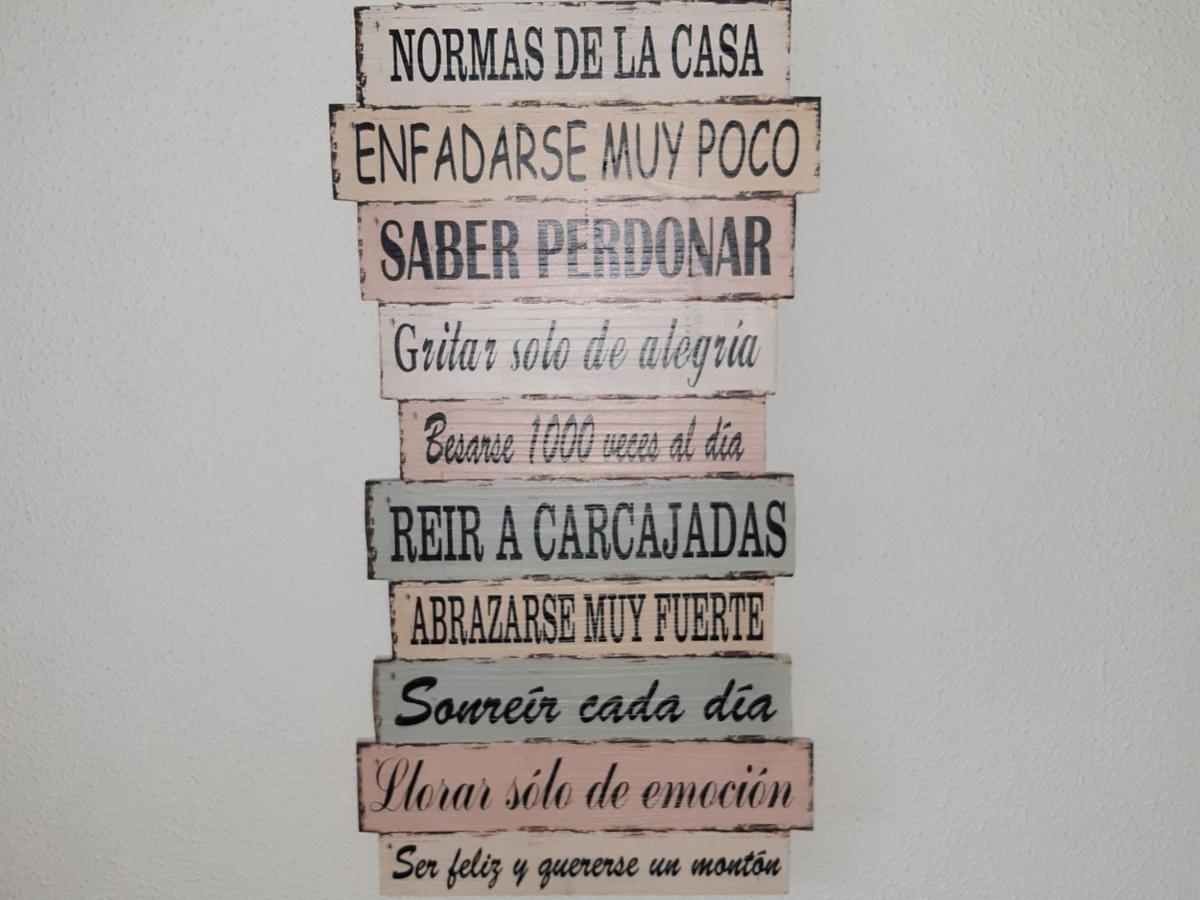 NORMAS DE LA CASA
ENFADARSE MUY POCO
SABER PERDONAR
Gritar solo de alegría
Besarse 1000 veces al día
REIR A CARCAJADAS
ABRAZARSE MUY FUERTE
Sonreír cada día
Llorar sólo de emoción
Ser feliz y quererse un montón